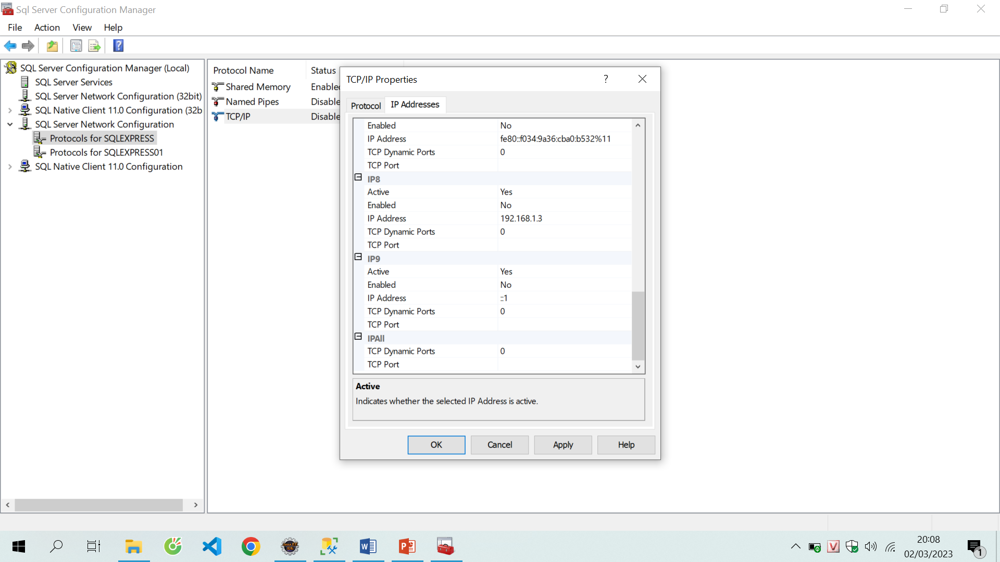 Sql Server Configuration Manager
File Action View Help
SQL Server Configuration Manager (Local)
SQL Server Services
SQL Server Network Configuration (32bit)
SQL Native Client 11.0 Configuration (32b
SQL Server Network Configuration
Protocols for SQLEXPRESS
Protocols for SQLEXPRESS01
SQL Native Client 11.0 Configuration
Protocol Name Status
Shared Memory Enabled
Named Pipes Disable
TCP/IP Disable
TCP/IP Properties ?
Protocol IP Addresses
Enabled No
IP Address fe80::f034:9a36:cba0:b532%11
TCP Dynamic Ports 0
TCP Port
IP8
Active Yes
Enabled No
IP Address 192.168.1.3
TCP Dynamic Ports 0
TCP Port
IP9
Active Yes
Enabled No
IP Address ::1
TCP Dynamic Ports 0
TCP Port
IPAll
TCP Dynamic Ports 0
TCP Port
Active
Indicates whether the selected IP Address is active.
OK Cancel Apply Help
Java EE
IDE
W
P
V
20:08
02/03/2023
1